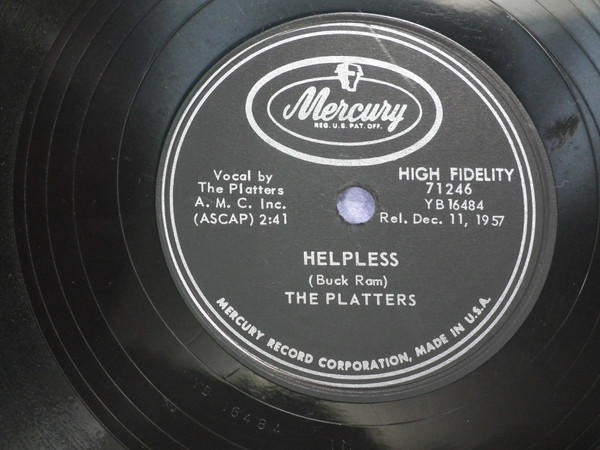 Mercury
REG. U.S. PAT. OFF.
Vocal by
The Platters
A. M. C. Inc.
(ASCAP) 2:41
HIGH FIDELITY
71246
YB 16484
Rel. Dec. 11, 1957
HELPLESS
(Buck Ram)
THE PLATTERS
MERCURY RECORD CORPORATION, MADE IN U.S.A.